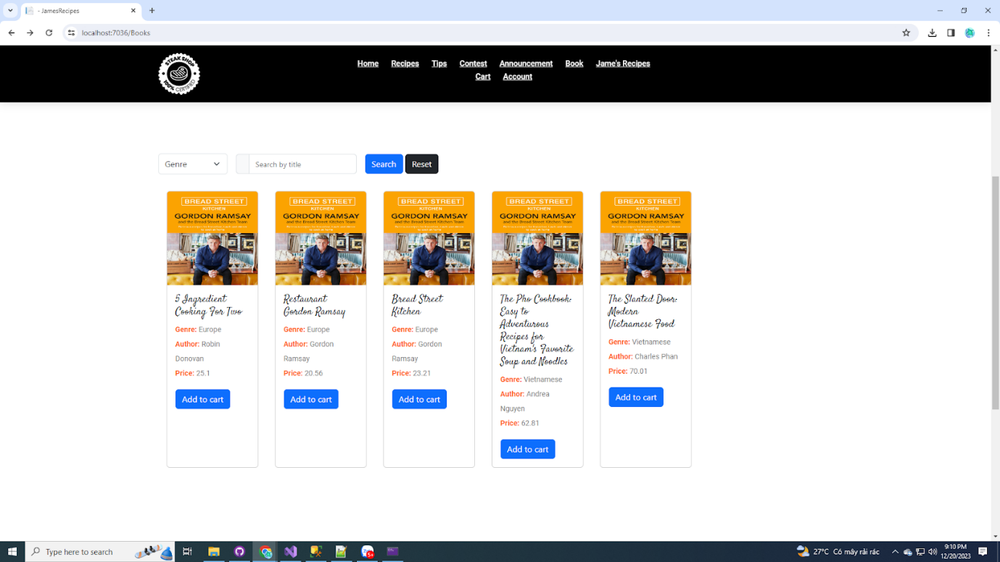 - JamesRecipes
localhost:7036/Books
STEAK SHOP
100% CERTIFIED
Home Recipes Tips Contest Announcement Book Jame's Recipes
Cart Account
Genre Search by title Search Reset
BREAD STREET BREAD STREET BREAD STREET BREAD STREET BREAD STREET
KITCHEN KITCHEN KITCHEN KITCHEN KITCHEN
GORDON RAMSAY GORDON RAMSAY GORDON RAMSAY GORDON RAMSAY GORDON RAMSAY
and the Bread Street Kitchen Team and the Bread Street Kitchen Team and the Bread Street Kitchen Team and the Bread Street Kitchen Team and the Bread Street Kitchen Team
5 Ingredient
Cooking For Two
Genre: Europe
Author: Robin
Donovan
Price: 25.1
Add to cart
Restaurant
Gordon Ramsay
Genre: Europe
Author: Gordon
Ramsay
Price: 20.56
Add to cart
Bread Street
Kitchen
Genre: Europe
Author: Gordon
Ramsay
Price: 23.21
Add to cart
The Pho Cookbook:
Easy to
Adventurous
Recipes for
Vietnam's Favorite
Soup and Noodles
Genre: Vietnamese
Author: Andrea
Nguyen
Price: 62.81
Add to cart
The Slanted Door:
Modern
Vietnamese Food
Genre: Vietnamese
Author: Charles Phan
Price: 70.01
Add to cart
Type here to search
27°C Có mây rải rác
9:10 PM
12/20/2023